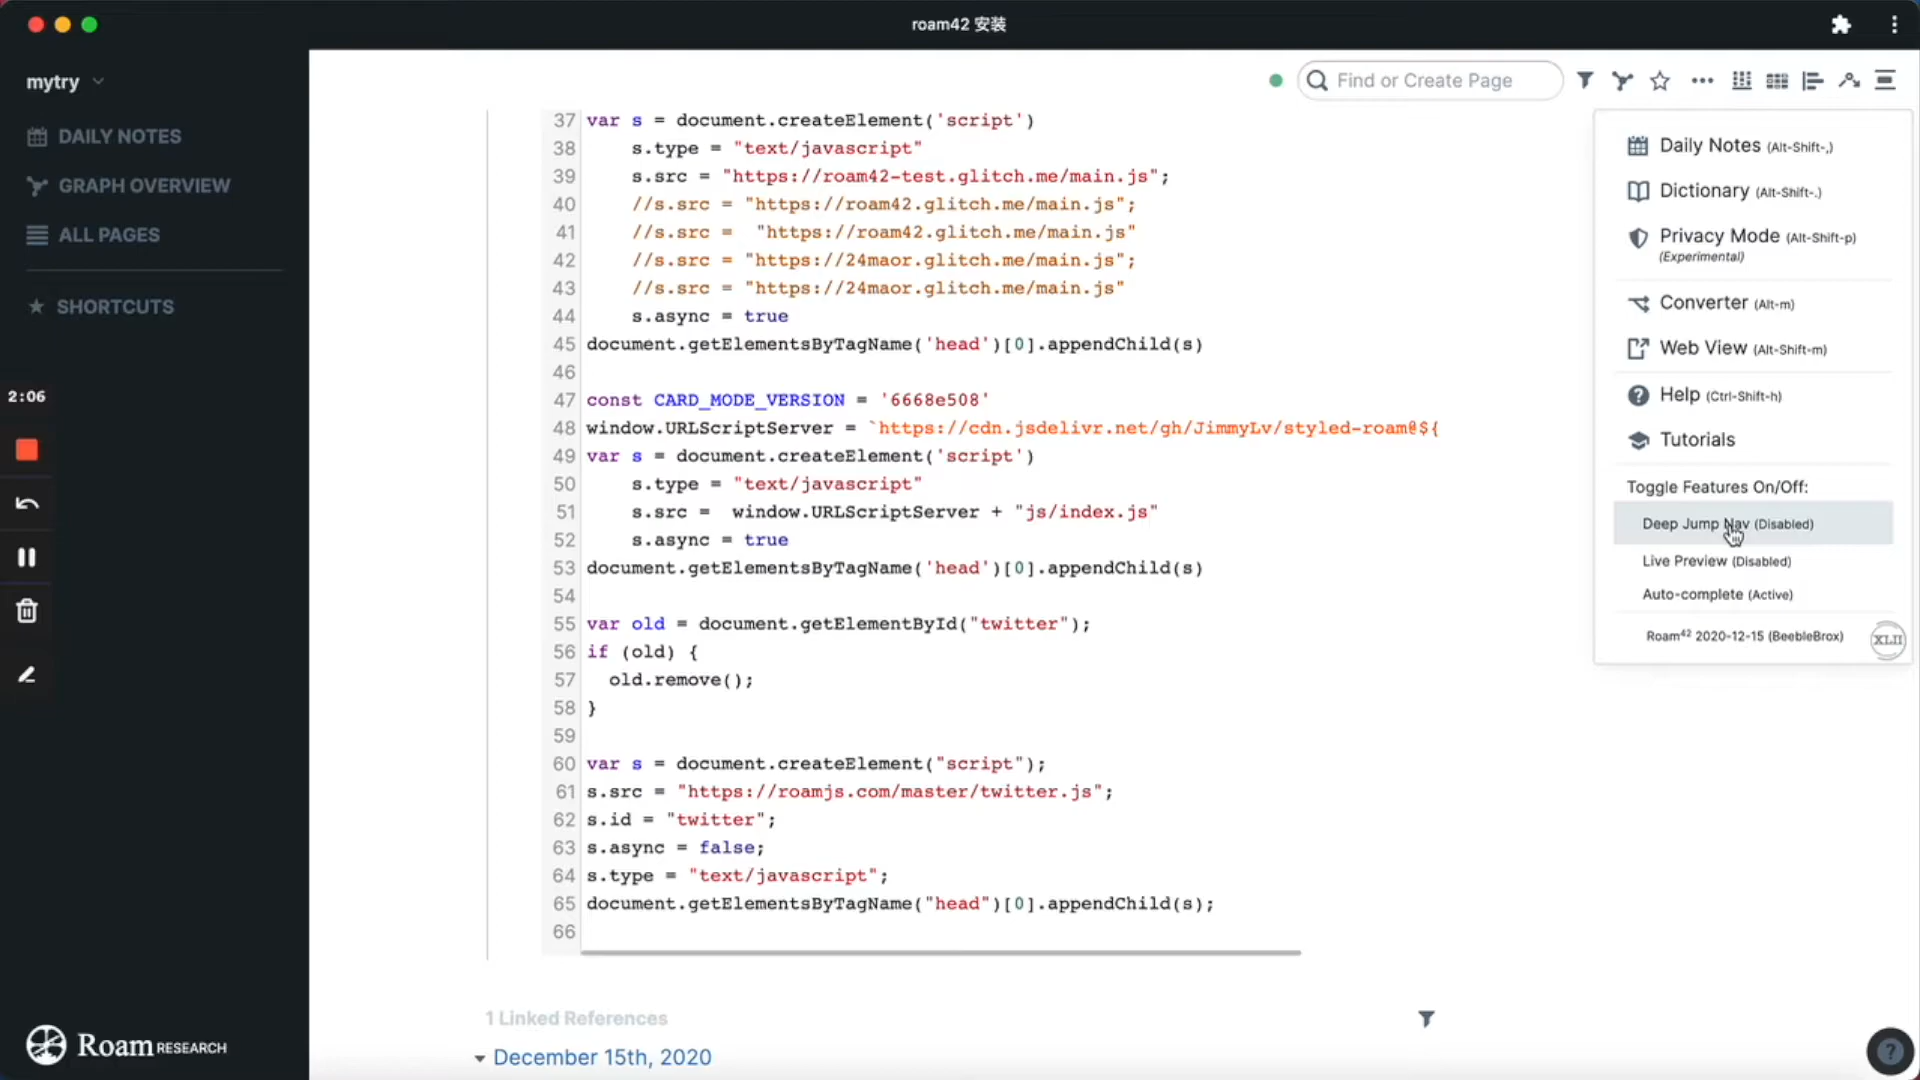 roam42 安装
mytry
Find or Create Page
DAILY NOTES
GRAPH OVERVIEW
ALL PAGES
SHORTCUTS
2:06
37 var s = document.createElement('script')
38 s.type = "text/javascript"
39 s.src = "https://roam42-test.glitch.me/main.js";
40 //s.src = "https://roam42.glitch.me/main.js";
41 //s.src =  "https://roam42.glitch.me/main.js"
42 //s.src = "https://24maor.glitch.me/main.js";
43 //s.src = "https://24maor.glitch.me/main.js"
44 s.async = true
45 document.getElementsByTagName('head')[0].appendChild(s)
46
47 const CARD_MODE_VERSION = '6668e508'
48 window.URLScriptServer = `https://cdn.jsdelivr.net/gh/JimmyLv/styled-roam@${
49 var s = document.createElement('script')
50 s.type = "text/javascript"
51 s.src =  window.URLScriptServer + "js/index.js"
52 s.async = true
53 document.getElementsByTagName('head')[0].appendChild(s)
54
55 var old = document.getElementById("twitter");
56 if (old) {
57 old.remove();
58 }
59
60 var s = document.createElement("script");
61 s.src = "https://roamjs.com/master/twitter.js";
62 s.id = "twitter";
63 s.async = false;
64 s.type = "text/javascript";
65 document.getElementsByTagName("head")[0].appendChild(s);
66
1 Linked References
December 15th, 2020
Daily Notes (Alt-Shift-,)
Dictionary (Alt-Shift-.)
Privacy Mode (Alt-Shift-p)
(Experimental)
Converter (Alt-m)
Web View (Alt-Shift-m)
Help (Ctrl-Shift-h)
Tutorials
Toggle Features On/Off:
Deep Jump Nav (Disabled)
Live Preview (Disabled)
Auto-complete (Active)
Roam⁴² 2020-12-15 (BeebleBrox)
XLII
Roam RESEARCH
?